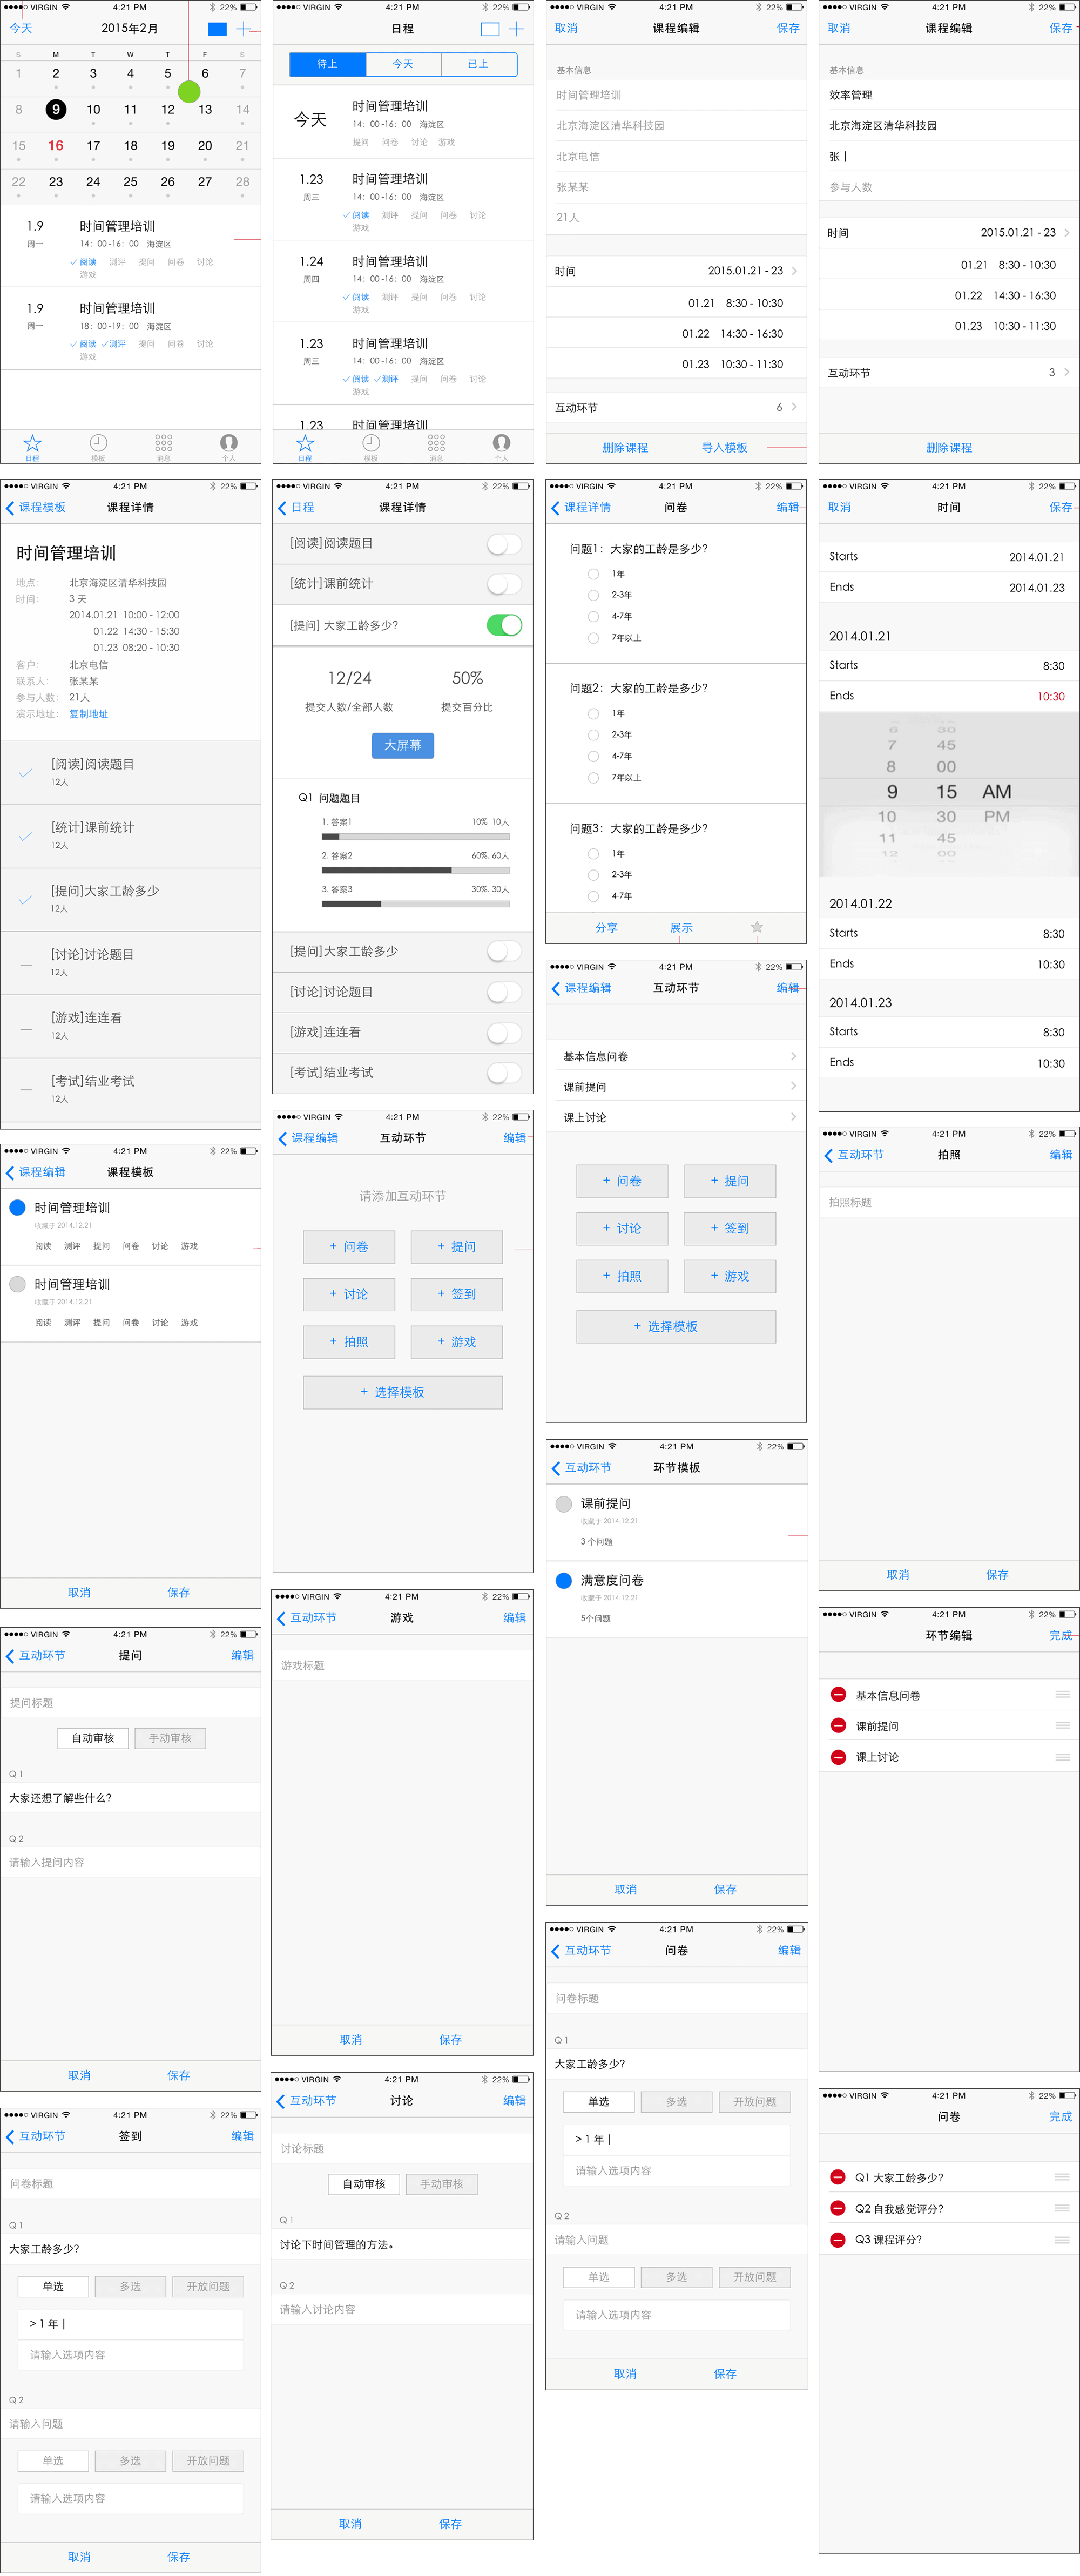 VIRGIN 4:21 PM 22%
今天 2015年2月
S M T W T F S
1 2 3 4 5 6 7
8 9 10 11 12 13 14
15 16 17 18 19 20 21
22 23 24 25 26 27 28
1.9 时间管理培训
周一 14：00 -16：00 海淀区
阅读 测评 提问 问卷 讨论
游戏
1.9 时间管理培训
周一 18：00 -19：00 海淀区
阅读 测评 提问 问卷 讨论
游戏
日程 模板 消息 个人
VIRGIN 4:21 PM 22%
日程
待上 今天 已上
今天 时间管理培训
14：00 -16：00 海淀区
提问 问卷 讨论 游戏
1.23 时间管理培训
周三 14：00 -16：00 海淀区
阅读 测评 提问 问卷 讨论
游戏
1.24 时间管理培训
周四 14：00 -16：00 海淀区
阅读 测评 提问 问卷 讨论
游戏
1.23 时间管理培训
周三 14：00 -16：00 海淀区
阅读 测评 提问 问卷 讨论
游戏
1.23 时间管理培训
日程 模板 消息 个人
VIRGIN 4:21 PM 22%
取消 课程编辑 保存
基本信息
时间管理培训
北京海淀区清华科技园
北京电信
张某某
21人
时间 2015.01.21 - 23
01.21 8:30 - 10:30
01.22 14:30 - 16:30
01.23 10:30 - 11:30
互动环节 6
删除课程 导入模板
VIRGIN 4:21 PM 22%
取消 课程编辑 保存
基本信息
效率管理
北京海淀区清华科技园
张
参与人数
时间 2015.01.21 - 23
01.21 8:30 - 10:30
01.22 14:30 - 16:30
01.23 10:30 - 11:30
互动环节 3
删除课程
VIRGIN 4:21 PM 22%
课程模板 课程详情
时间管理培训
地点： 北京海淀区清华科技园
时间： 3 天
2014.01.21 10:00 - 12:00
01.22 14:30 - 15:30
01.23 08:20 - 10:30
客户： 北京电信
联系人： 张某某
参与人数： 21人
演示地址： 复制地址
[阅读]阅读题目
12人
[统计]课前统计
12人
[提问]大家工龄多少
12人
[讨论]讨论题目
12人
[游戏]连连看
12人
[考试]结业考试
12人
VIRGIN 4:21 PM 22%
日程 课程详情
[阅读]阅读题目
[统计]课前统计
[提问] 大家工龄多少?
12/24 50%
提交人数/全部人数 提交百分比
大屏幕
Q1 问题题目
1. 答案1 10% 10人
2. 答案2 60%. 60人
3. 答案3 30%. 30人
[提问]大家工龄多少
[讨论]讨论题目
[游戏]连连看
[考试]结业考试
VIRGIN 4:21 PM 22%
课程详情 问卷 编辑
问题1：大家的工龄是多少?
1年
2-3年
4-7年
7年以上
问题2：大家的工龄是多少?
1年
2-3年
4-7年
7年以上
问题3：大家的工龄是多少?
1年
2-3年
4-7年
分享 展示
VIRGIN 4:21 PM 22%
取消 时间 保存
Starts 2014.01.21
Ends 2014.01.23
2014.01.21
Starts 8:30
Ends 10:30
6 30
7 45
8 00
9 15 AM
10 30 PM
11 45
12 00
2014.01.22
Starts 8:30
Ends 10:30
2014.01.23
Starts 8:30
Ends 10:30
VIRGIN 4:21 PM 22%
课程编辑 互动环节 编辑
基本信息问卷
课前提问
课上讨论
+ 问卷 + 提问
+ 讨论 + 签到
+ 拍照 + 游戏
+ 选择模板
VIRGIN 4:21 PM 22%
课程编辑 互动环节 编辑
请添加互动环节
+ 问卷 + 提问
+ 讨论 + 签到
+ 拍照 + 游戏
+ 选择模板
VIRGIN 4:21 PM 22%
互动环节 拍照 编辑
拍照标题
取消 保存
VIRGIN 4:21 PM 22%
课程编辑 课程模板
时间管理培训
收藏于 2014.12.21
阅读 测评 提问 问卷 讨论 游戏
时间管理培训
收藏于 2014.12.21
阅读 测评 提问 问卷 讨论 游戏
取消 保存
VIRGIN 4:21 PM 22%
互动环节 环节模板
课前提问
收藏于 2014.12.21
3 个问题
满意度问卷
收藏于 2014.12.21
5个问题
取消 保存
VIRGIN 4:21 PM 22%
互动环节 游戏 编辑
游戏标题
取消 保存
VIRGIN 4:21 PM 22%
环节编辑 完成
基本信息问卷
课前提问
课上讨论
VIRGIN 4:21 PM 22%
互动环节 提问 编辑
提问标题
自动审核 手动审核
Q 1
大家还想了解些什么?
Q 2
请输入提问内容
取消 保存
VIRGIN 4:21 PM 22%
互动环节 问卷 编辑
问卷标题
Q 1
大家工龄多少?
单选 多选 开放问题
> 1 年
请输入选项内容
Q 2
请输入问题
单选 多选 开放问题
请输入选项内容
取消 保存
VIRGIN 4:21 PM 22%
互动环节 讨论 编辑
讨论标题
自动审核 手动审核
Q 1
讨论下时间管理的方法。
Q 2
请输入讨论内容
取消 保存
VIRGIN 4:21 PM 22%
问卷 完成
Q1 大家工龄多少?
Q2 自我感觉评分?
Q3 课程评分?
VIRGIN 4:21 PM 22%
互动环节 签到 编辑
问卷标题
Q 1
大家工龄多少?
单选 多选 开放问题
> 1 年
请输入选项内容
Q 2
请输入问题
单选 多选 开放问题
请输入选项内容
取消 保存